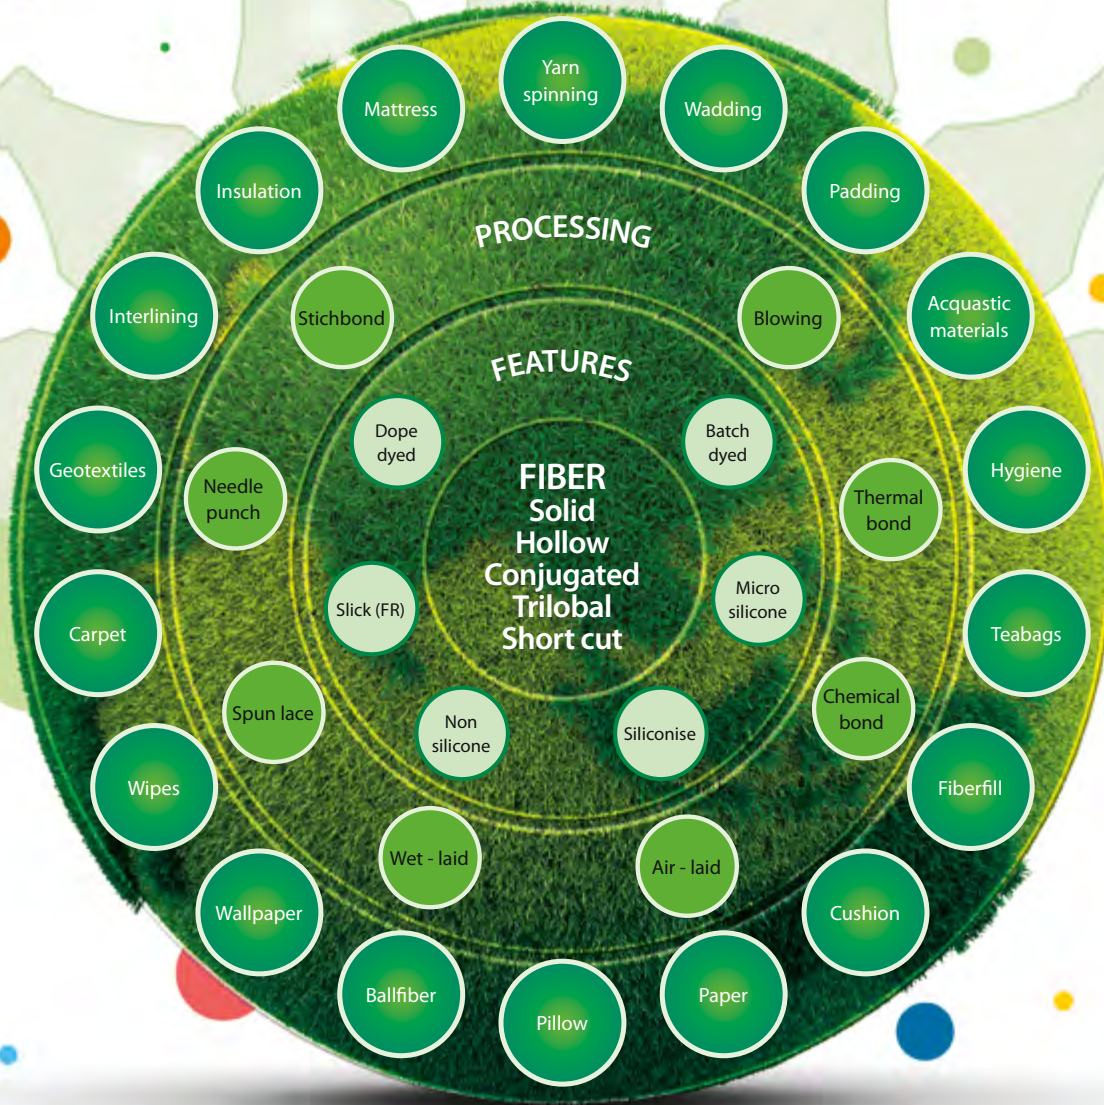 Yarn
spinning
Mattress
Wadding
Insulation
Padding
PROCESSING
Interlining
Stichbond
Blowing
Acquastic
materials
FEATURES
Dope
dyed
Batch
dyed
Geotextiles
Needle
punch
FIBER
Solid
Hollow
Conjugated
Trilobal
Short cut
Thermal
bond
Hygiene
Slick (FR)
Micro
silicone
Carpet
Teabags
Spun lace
Non
silicone
Siliconise
Chemical
bond
Wipes
Fiberfill
Wet - laid
Air - laid
Wallpaper
Cushion
Ballfiber
Pillow
Paper